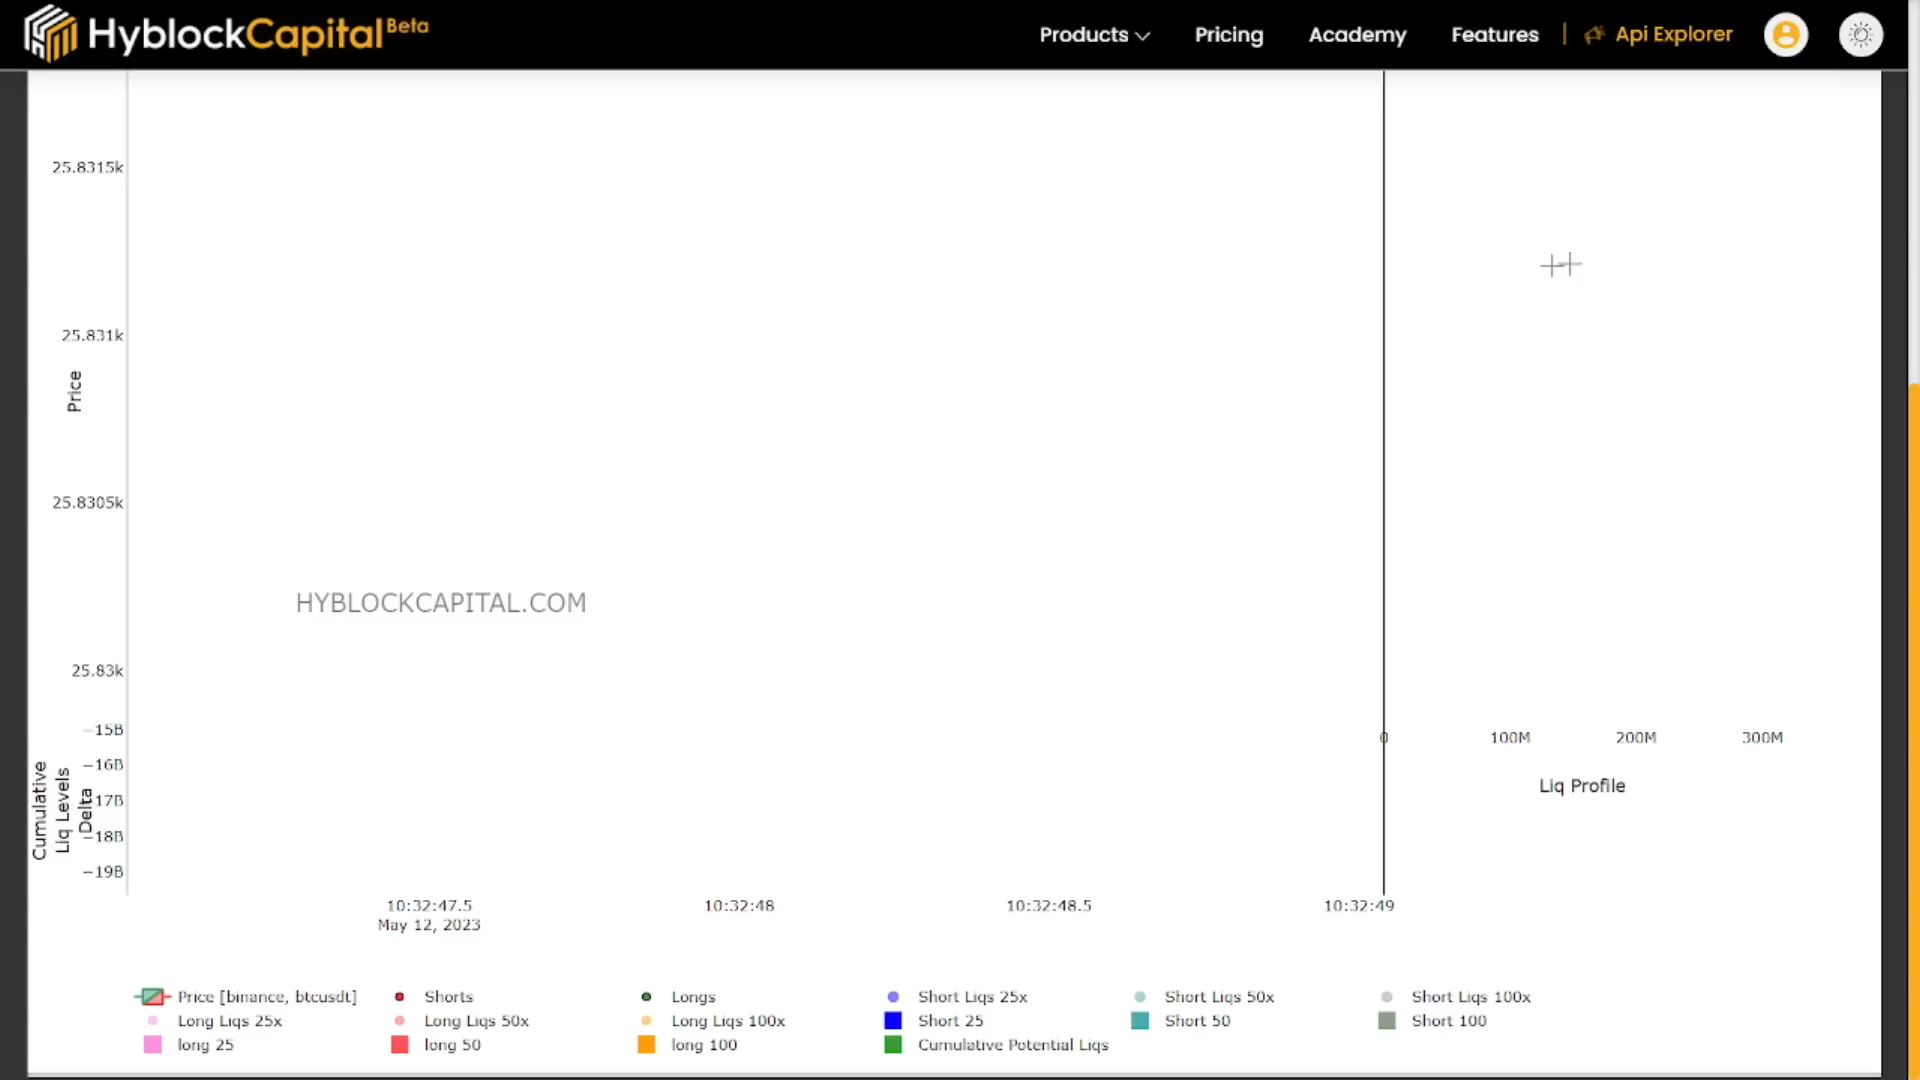 HyblockCapital Beta
Products
Pricing
Academy
Features
Api Explorer
25.8315k
25.831k
Price
25.8305k
HYBLOCKCAPITAL.COM
25.83k
−15B
−16B
−17B
−18B
−19B
Cumulative
Liq Levels
Delta
0
100M
200M
300M
Liq Profile
10:32:47.5
May 12, 2023
10:32:48
10:32:48.5
10:32:49
Price [binance, btcusdt]
Shorts
Longs
Short Liqs 25x
Short Liqs 50x
Short Liqs 100x
Long Liqs 25x
Long Liqs 50x
Long Liqs 100x
Short 25
Short 50
Short 100
long 25
long 50
long 100
Cumulative Potential Liqs